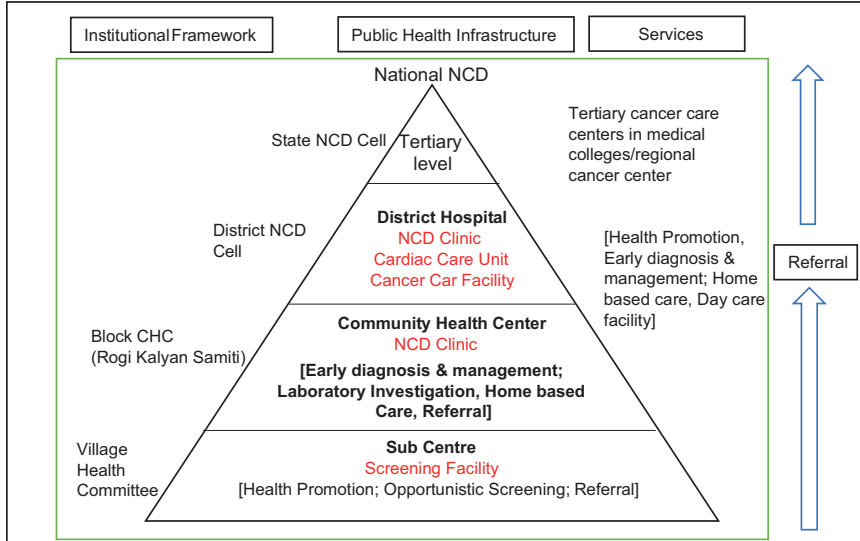 Institutional Framework
Public Health Infrastructure
Services
National NCD
State NCD Cell
Tertiary
level
Tertiary cancer care
centers in medical
colleges/regional
cancer center
District NCD
Cell
District Hospital
NCD Clinic
Cardiac Care Unit
Cancer Car Facility
[Health Promotion,
Early diagnosis &
management; Home
based care, Day care
facility]
Referral
Block CHC
(Rogi Kalyan Samiti)
Community Health Center
NCD Clinic
[Early diagnosis & management;
Laboratory Investigation, Home based
Care, Referral]
Village
Health
Committee
Sub Centre
Screening Facility
[Health Promotion; Opportunistic Screening; Referral]